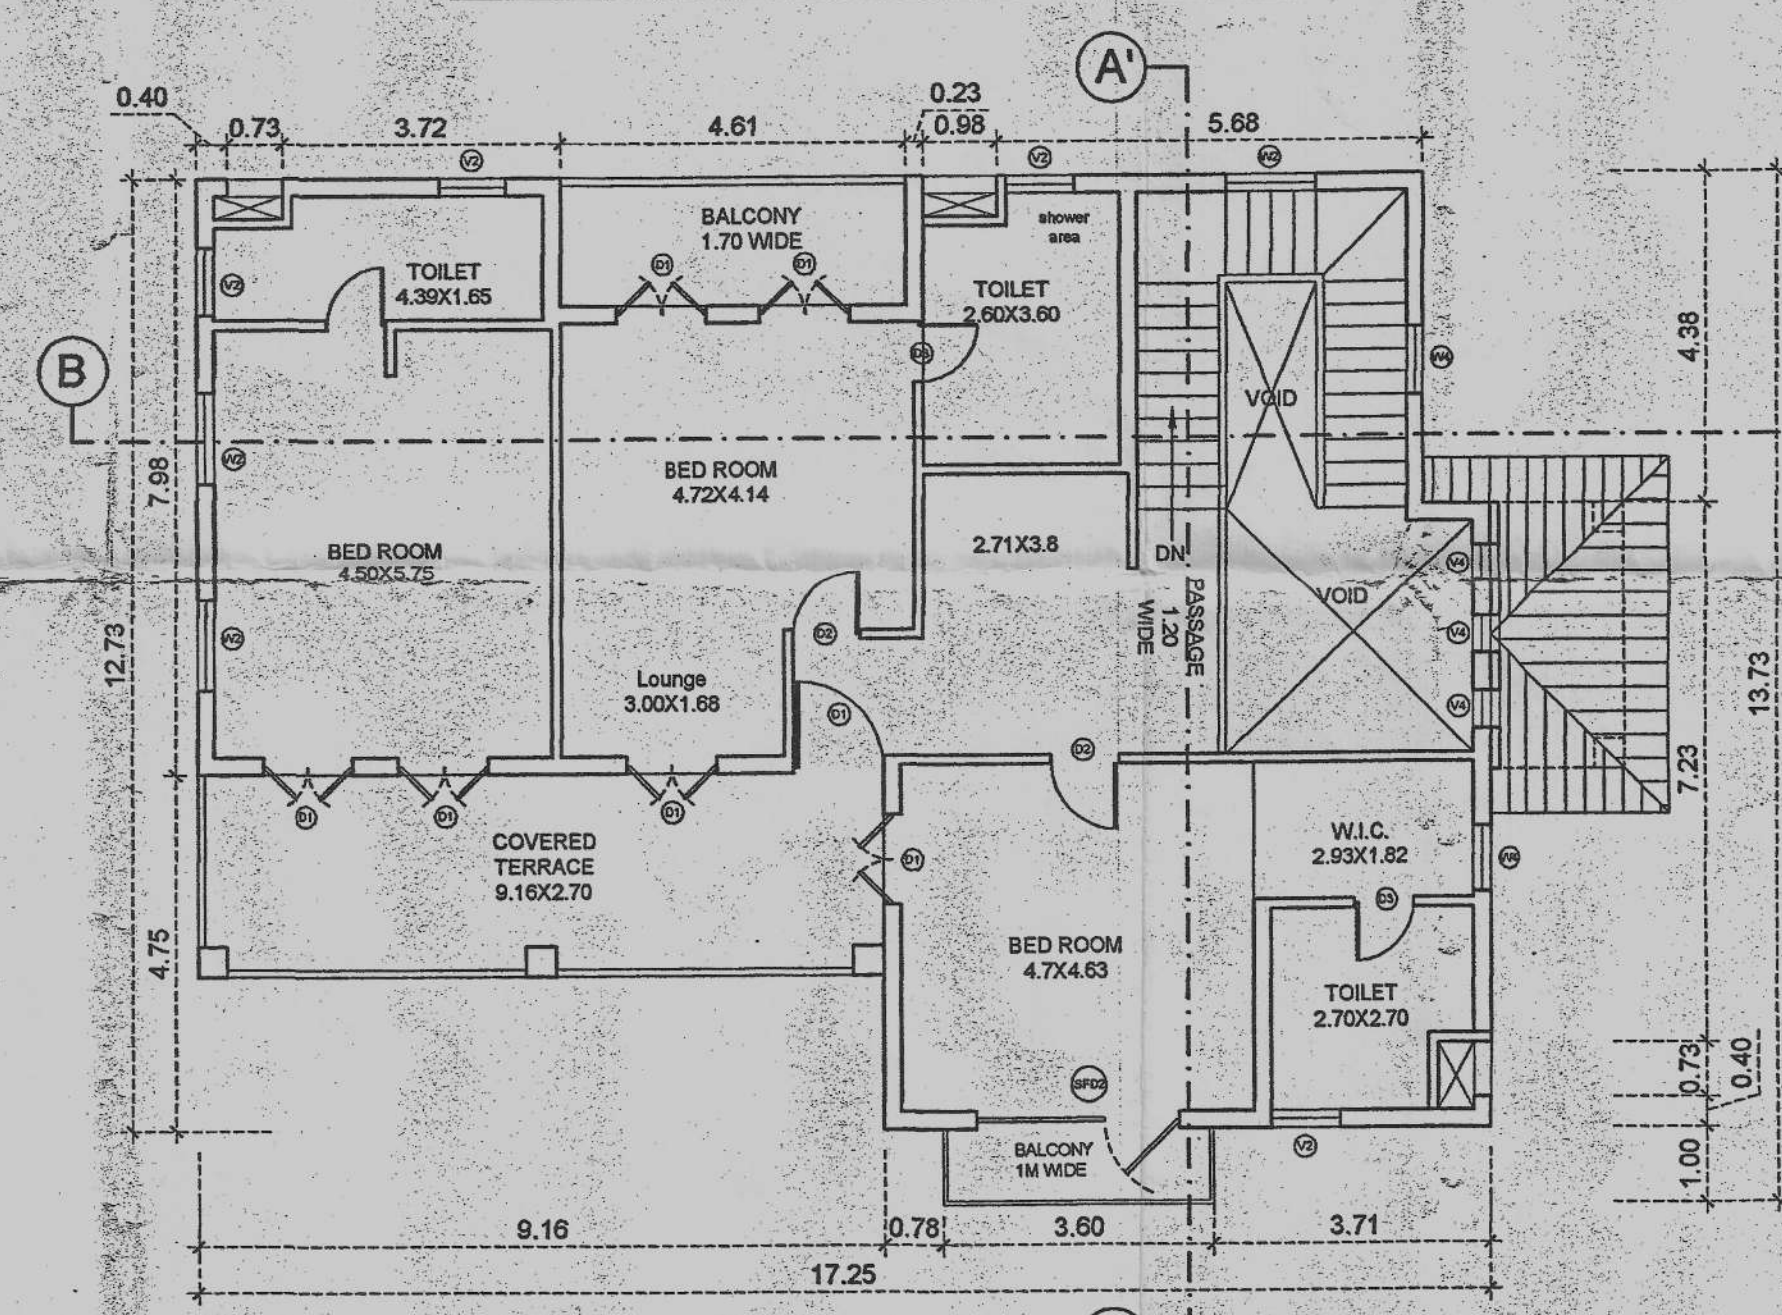 A'
0.40
0.73
3.72
4.61
0.23
0.98
5.68
V2
V2
W2
BALCONY
1.70 WIDE
shower
area
TOILET
4.39X1.65
V2
D1
D1
TOILET
2.60X3.60
D3
B
W4
4.38
VOID
7.98
W2
BED ROOM
4.72X4.14
BED ROOM
4.50X5.75
2.71X3.8
DN
PASSAGE
1.20
WIDE
VOID
V4
V4
V4
12.73
W2
D2
Lounge
3.00X1.68
D1
D2
13.73
7.23
D1
D1
D1
COVERED
TERRACE
9.16X2.70
D1
W.I.C.
2.93X1.82
D3
4.75
BED ROOM
4.7X4.63
TOILET
2.70X2.70
SFD2
0.73
0.40
BALCONY
1M WIDE
V2
1.00
9.16
0.78
3.60
3.71
17.25